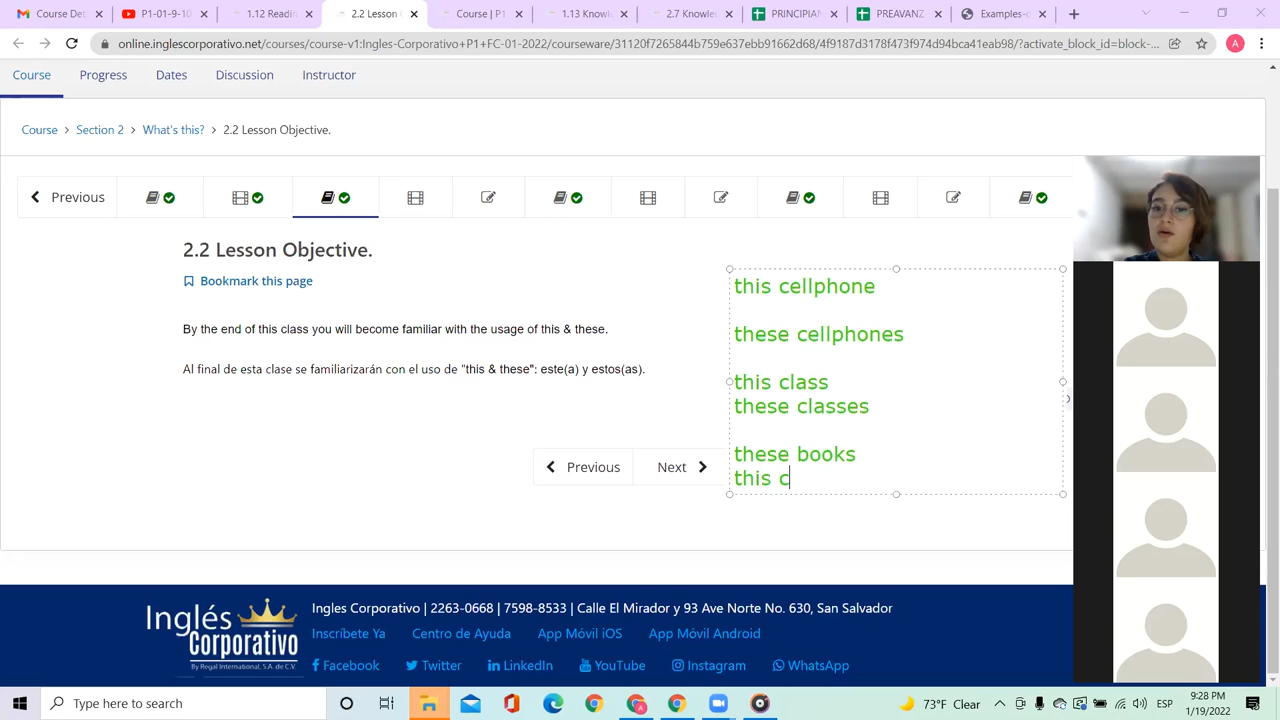 Gmail
P1-01-9-10
1.12 Readin
2.2 Lesson
Course | P1
1.13 Knowl
2.7 Knowle
PRINCIPIAN
PREAVANZ
Examples-c
online.inglescorporativo.net/courses/course-v1:Ingles-Corporativo+P1+FC-01-2022/courseware/31120f7265844b759e637ebb91662d68/4f9187d3178f473f974d94bca41eab98/?activate_block_id=block-...
A
Course Progress Dates Discussion Instructor
Course > Section 2 > What's this? > 2.2 Lesson Objective.
Previous
2.2 Lesson Objective.
Bookmark this page
By the end of this class you will become familiar with the usage of this & these.
Al final de esta clase se familiarizarán con el uso de "this & these": este(a) y estos(as).
this cellphone
these cellphones
this class
these classes
these books
this c
Previous Next
Inglés Corporativo
By Regal International, S.A. de C.V.
Ingles Corporativo | 2263-0668 | 7598-8533 | Calle El Mirador y 93 Ave Norte No. 630, San Salvador
Inscríbete Ya Centro de Ayuda App Móvil iOS App Móvil Android
Facebook Twitter LinkedIn YouTube Instagram WhatsApp
Type here to search
73°F Clear
ESP
9:28 PM
1/19/2022